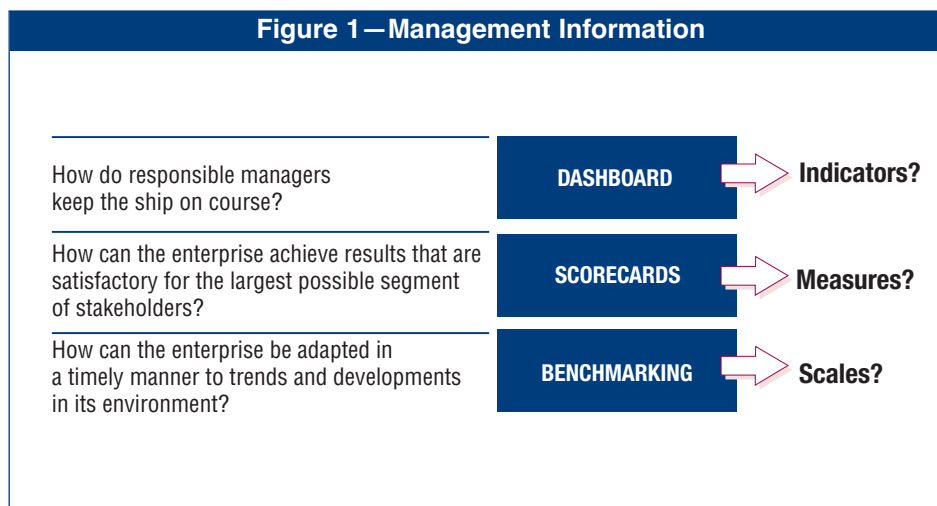 Figure 1—Management Information
How do responsible managers
keep the ship on course?
DASHBOARD
Indicators?
How can the enterprise achieve results that are
satisfactory for the largest possible segment
of stakeholders?
SCORECARDS
Measures?
How can the enterprise be adapted in
a timely manner to trends and developments
in its environment?
BENCHMARKING
Scales?